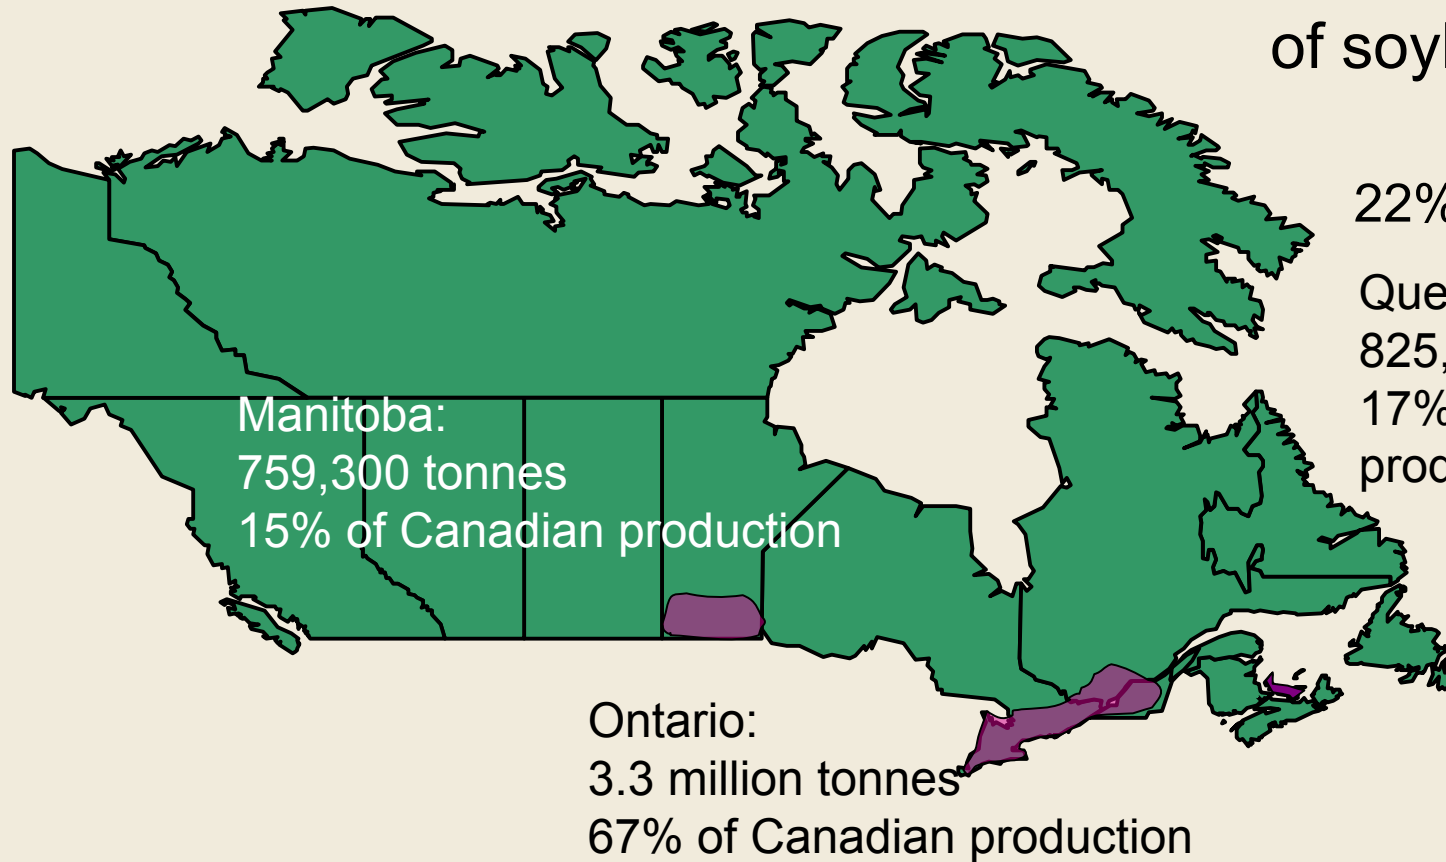 of soy
22%
Manitoba:
759,300 tonnes
15% of Canadian production
Que
825,
17%
prod
Ontario:
3.3 million tonnes
67% of Canadian production